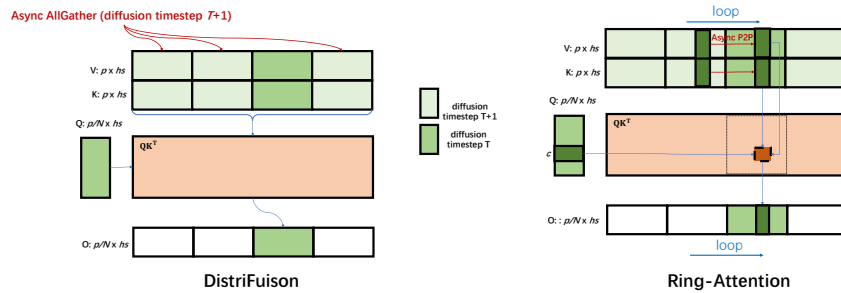 Async AllGather (diffusion timestep T+1)
V: p x hs
K: p x hs
Q: p/N x hs
QK^T
O: p/N x hs
DistriFuison
diffusion
timestep T+1
diffusion
timestep T
loop
Async P2P
V: p x hs
K: p x hs
Q: p/N x hs
QK^T
c
O: : p/N x hs
loop
Ring-Attention